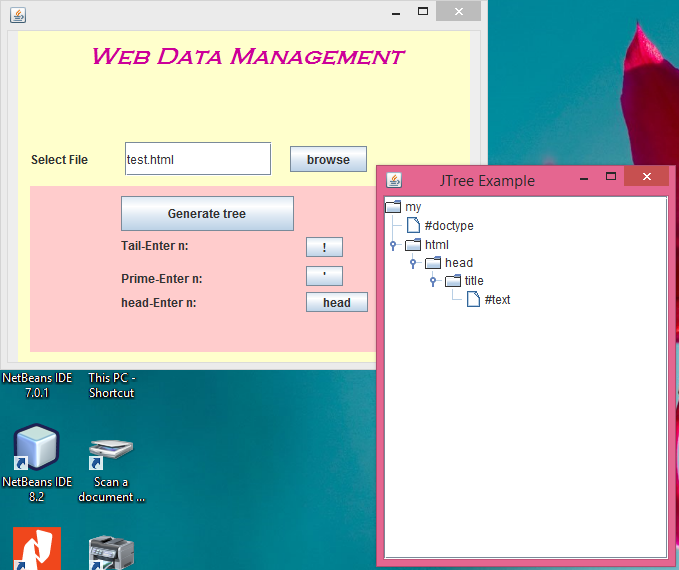 Web Data Management
Select File
test.html
browse
Generate tree
Tail-Enter n:
!
Prime-Enter n:
'
head-Enter n:
head
JTree Example
my
#doctype
html
head
title
#text
NetBeans IDE
7.0.1
This PC -
Shortcut
NetBeans IDE
8.2
Scan a
document ...